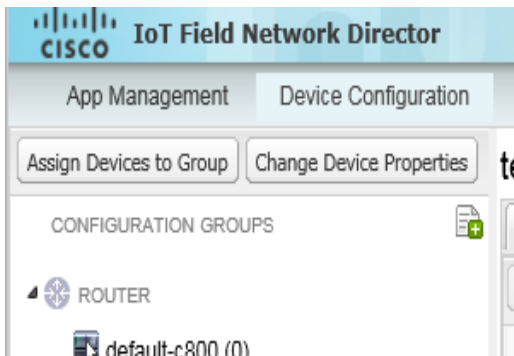 CISCO IoT Field Network Director
App Management Device Configuration
Assign Devices to Group Change Device Properties te
CONFIGURATION GROUPS
ROUTER
default-c800 (0)